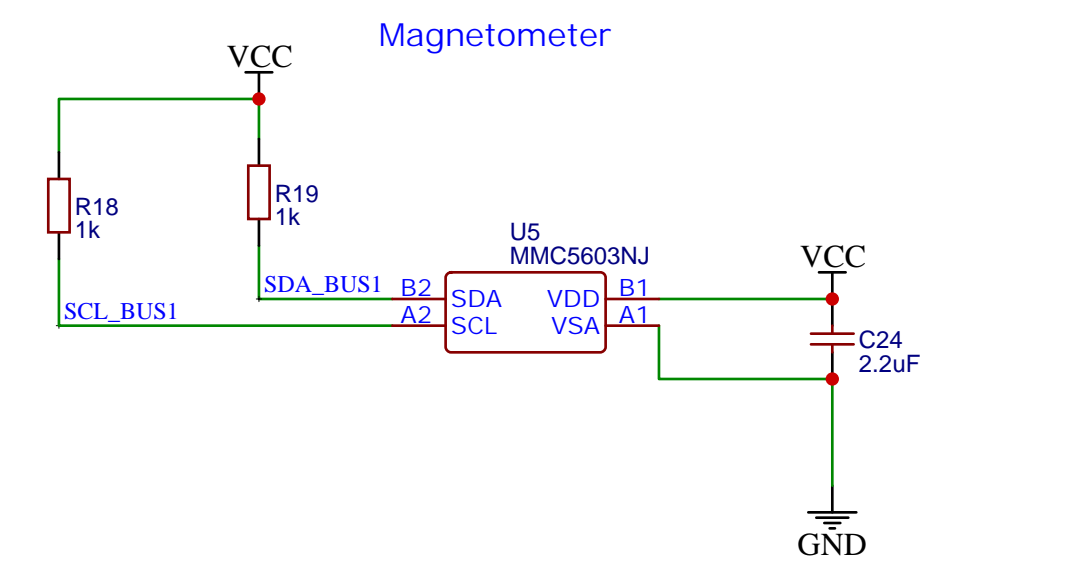 Magnetometer
VCC
R18
1k
R19
1k
SDA_BUS1
SCL_BUS1
U5
MMC5603NJ
B2 SDA VDD B1
A2 SCL VSA A1
VCC
C24
2.2uF
GND